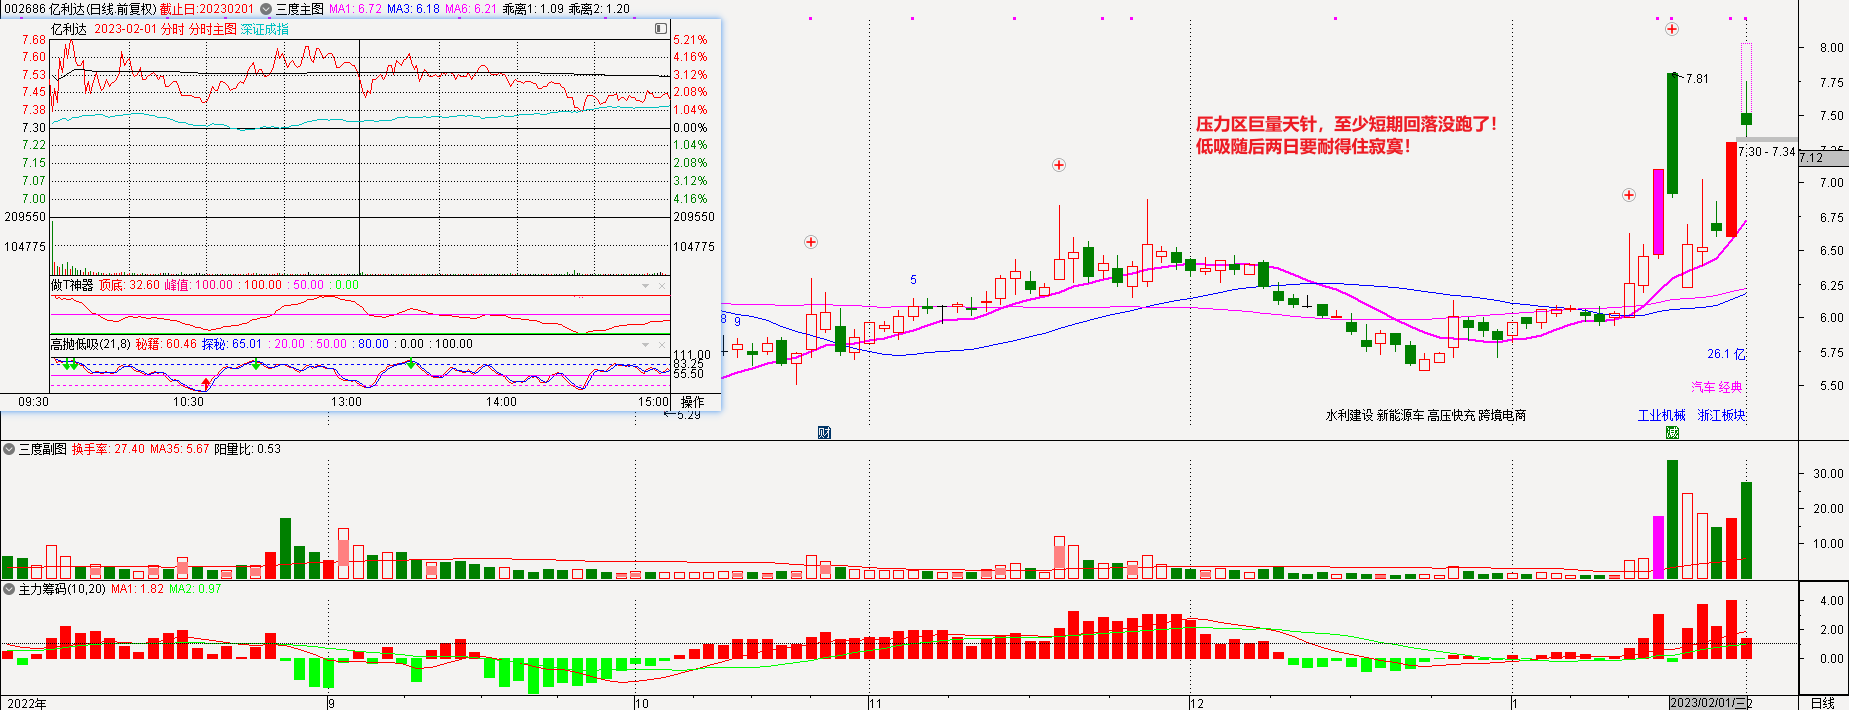 002686 亿利达(日线.前复权) 截止日:20230201 三度主图 MA1: 6.72 MA3: 6.18 MA6: 6.21 乖离1: 1.09 乖离2: 1.20
亿利达 2023-02-01 分时 分时主图 深证成指
7.68 5.21%
7.60 4.16%
7.53 3.12%
7.45 2.08%
7.38 1.04%
7.30 0.00%
7.22 1.04%
7.15 2.08%
7.07 3.12%
7.00 4.16%
209550 209550
104775 104775
做T神器 顶底: 32.60 峰值: 100.00 : 100.00 : 50.00 : 0.00
高抛低吸(21,8) 秘籍: 60.46 探秘: 65.01 : 20.00 : 50.00 : 80.00 : 0.00 : 100.00
111.00
83.25
55.50
09:30 10:30 13:00 14:00 15:00 操作
5.29
8 9
5
压力区巨量天针，至少短期回落没跑了！
低吸随后两日要耐得住寂寞！
7.81
7.30 - 7.34
8.00
7.75
7.50
7.25
7.12
7.00
6.75
6.50
6.25
6.00
5.75
5.50
26.1 亿
汽车 经典
水利建设 新能源车 高压快充 跨境电商 工业机械 浙江板块
财 减
三度副图 换手率: 27.40 MA35: 5.67 阳量比: 0.53
30.00
20.00
10.00
主力筹码(10,20) MA1: 1.82 MA2: 0.97
4.00
2.00
0.00
2022年 9 10 11 12 1 2023/02/01/三 2 日线